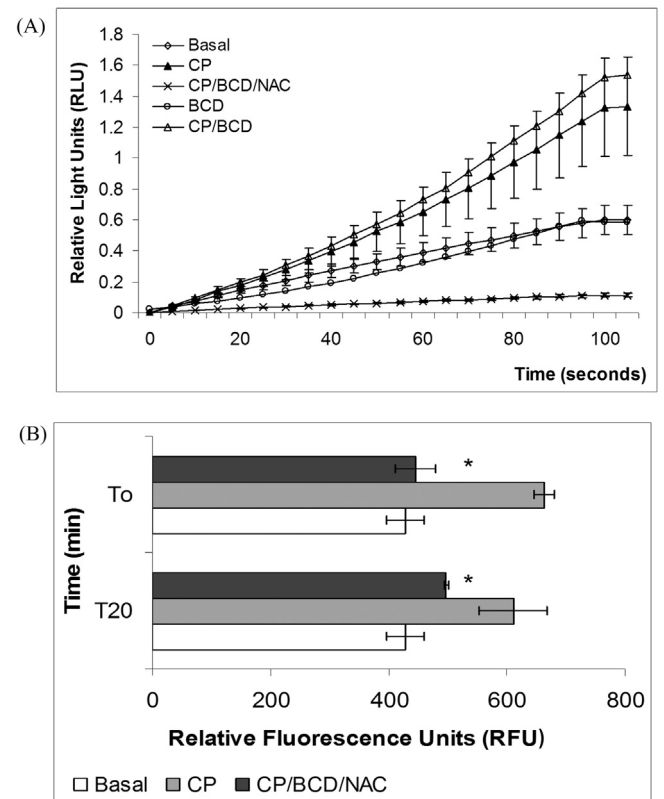 (A)
Relative Light Units (RLU)
1.8
1.6
1.4
1.2
1
0.8
0.6
0.4
0.2
0
Basal
CP
CP/BCD/NAC
BCD
CP/BCD
0 20 40 60 80 100
Time (seconds)
(B)
Time (min)
To
*
T20
*
0 200 400 600 800
Relative Fluorescence Units (RFU)
Basal CP CP/BCD/NAC